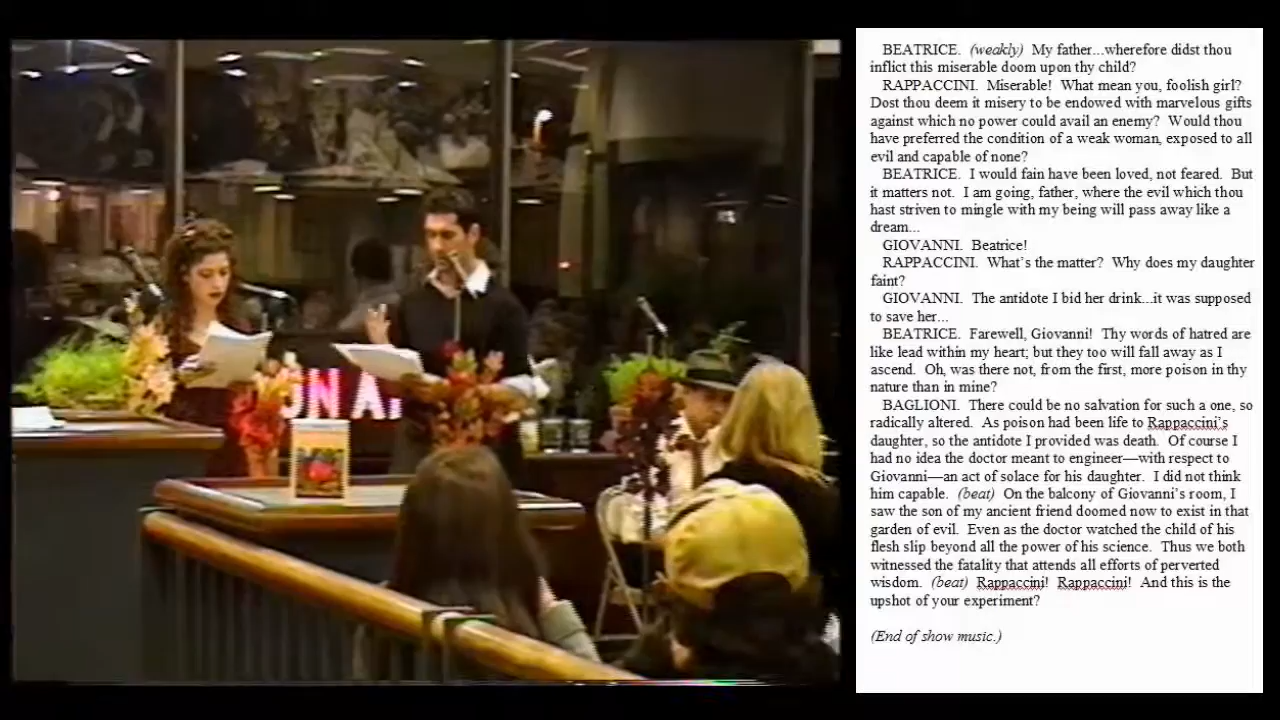 BEATRICE. (weakly) My father...wherefore didst thou
inflict this miserable doom upon thy child?
RAPPACCINI. Miserable! What mean you, foolish girl?
Dost thou deem it misery to be endowed with marvelous gifts
against which no power could avail an enemy? Would thou
have preferred the condition of a weak woman, exposed to all
evil and capable of none?
BEATRICE. I would fain have been loved, not feared. But
it matters not. I am going, father, where the evil which thou
hast striven to mingle with my being will pass away like a
dream...
GIOVANNI. Beatrice!
RAPPACCINI. What's the matter? Why does my daughter
faint?
GIOVANNI. The antidote I bid her drink...it was supposed
to save her...
BEATRICE. Farewell, Giovanni! Thy words of hatred are
like lead within my heart; but they too will fall away as I
ascend. Oh, was there not, from the first, more poison in thy
nature than in mine?
BAGLIONI. There could be no salvation for such a one, so
radically altered. As poison had been life to Rappaccini's
daughter, so the antidote I provided was death. Of course I
had no idea the doctor meant to engineer—with respect to
Giovanni—an act of solace for his daughter. I did not think
him capable. (beat) On the balcony of Giovanni's room, I
saw the son of my ancient friend doomed now to exist in that
garden of evil. Even as the doctor watched the child of his
flesh slip beyond all the power of his science. Thus we both
witnessed the fatality that attends all efforts of perverted
wisdom. (beat) Rappaccini! Rappaccini! And this is the
upshot of your experiment?
(End of show music.)
ON A